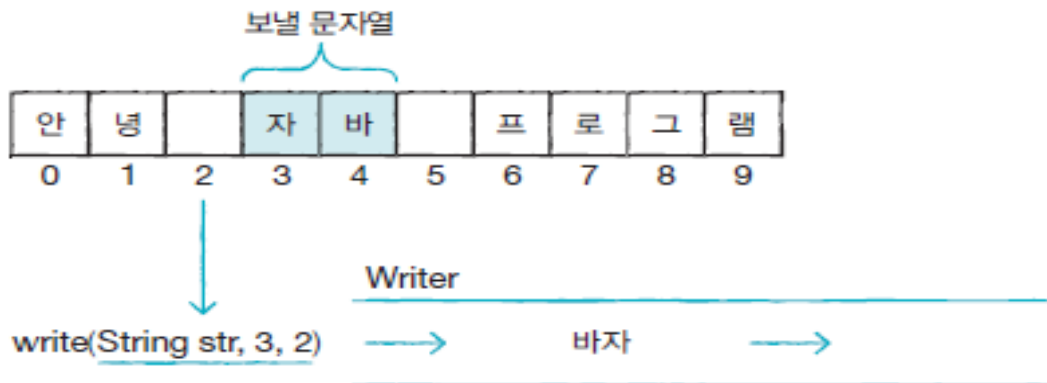 보낼 문자열
안 녕 자 바 프 로 그 램
0 1 2 3 4 5 6 7 8 9
Writer
write(String str, 3, 2) 바자